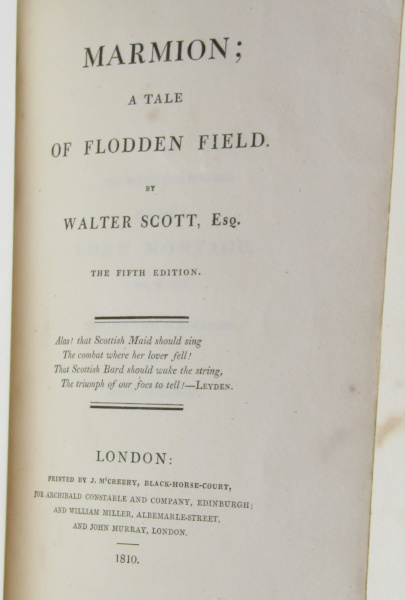 MARMION;
A TALE
OF FLODDEN FIELD.
BY
WALTER SCOTT, Esq.
THE FIFTH EDITION.
Alas! that Scottish Maid should sing
The combat where her lover fell!
That Scottish Bard should wake the string,
The triumph of our foes to tell!—LEYDEN.
LONDON:
PRINTED BY J. M'CREERY, BLACK-HORSE-COURT,
FOR ARCHIBALD CONSTABLE AND COMPANY, EDINBURGH;
AND WILLIAM MILLER, ALBEMARLE-STREET,
AND JOHN MURRAY, LONDON.
1810.